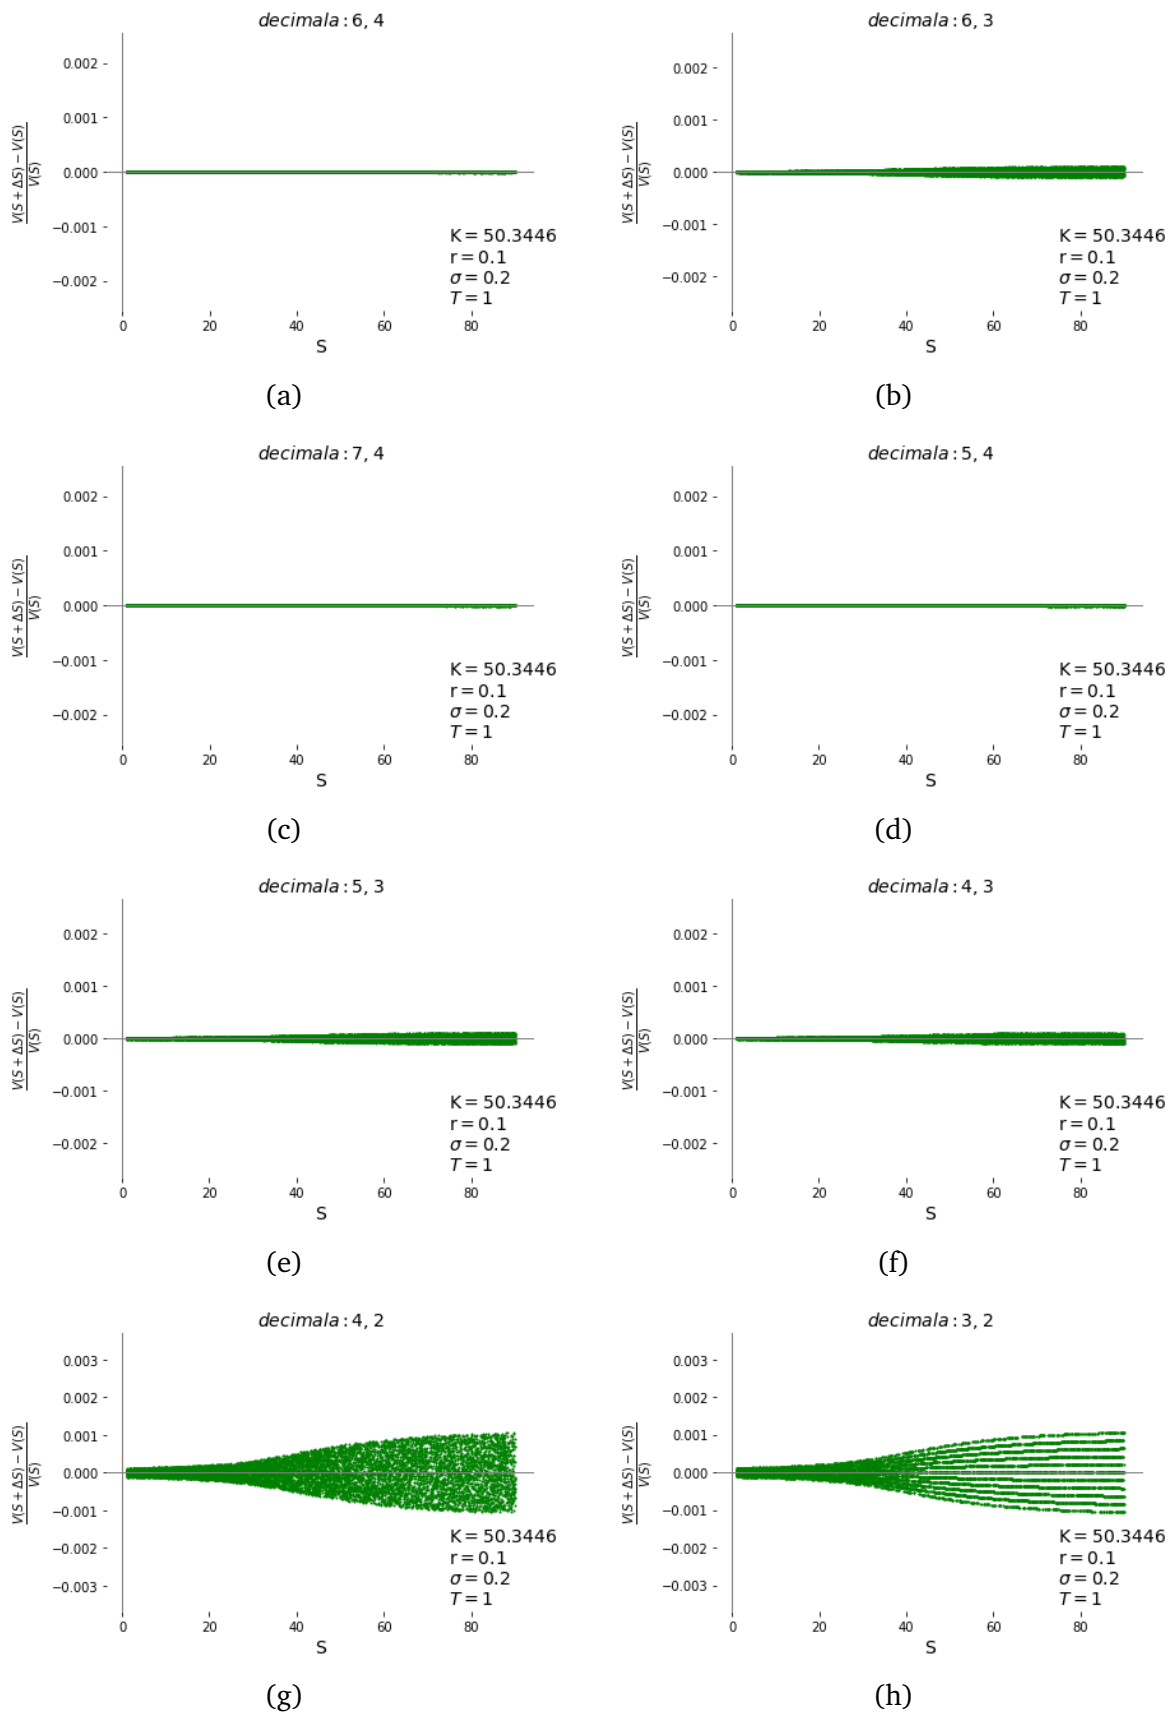 decimala: 6, 4
0.002
0.001
0.000
−0.001
−0.002
V(S + ΔS) − V(S)
V(S)
K = 50.3446
r = 0.1
σ = 0.2
T = 1
0 20 40 60 80
S
(a)
decimala: 6, 3
0.002
0.001
0.000
−0.001
−0.002
V(S + ΔS) − V(S)
V(S)
K = 50.3446
r = 0.1
σ = 0.2
T = 1
0 20 40 60 80
S
(b)
decimala: 7, 4
0.002
0.001
0.000
−0.001
−0.002
V(S + ΔS) − V(S)
V(S)
K = 50.3446
r = 0.1
σ = 0.2
T = 1
0 20 40 60 80
S
(c)
decimala: 5, 4
0.002
0.001
0.000
−0.001
−0.002
V(S + ΔS) − V(S)
V(S)
K = 50.3446
r = 0.1
σ = 0.2
T = 1
0 20 40 60 80
S
(d)
decimala: 5, 3
0.002
0.001
0.000
−0.001
−0.002
V(S + ΔS) − V(S)
V(S)
K = 50.3446
r = 0.1
σ = 0.2
T = 1
0 20 40 60 80
S
(e)
decimala: 4, 3
0.002
0.001
0.000
−0.001
−0.002
V(S + ΔS) − V(S)
V(S)
K = 50.3446
r = 0.1
σ = 0.2
T = 1
0 20 40 60 80
S
(f)
decimala: 4, 2
0.003
0.002
0.001
0.000
−0.001
−0.002
−0.003
V(S + ΔS) − V(S)
V(S)
K = 50.3446
r = 0.1
σ = 0.2
T = 1
0 20 40 60 80
S
(g)
decimala: 3, 2
0.003
0.002
0.001
0.000
−0.001
−0.002
−0.003
V(S + ΔS) − V(S)
V(S)
K = 50.3446
r = 0.1
σ = 0.2
T = 1
0 20 40 60 80
S
(h)